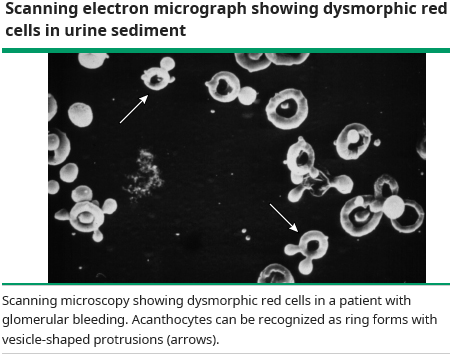 Scanning electron micrograph showing dysmorphic red
cells in urine sediment
Scanning microscopy showing dysmorphic red cells in a patient with
glomerular bleeding. Acanthocytes can be recognized as ring forms with
vesicle-shaped protrusions (arrows).